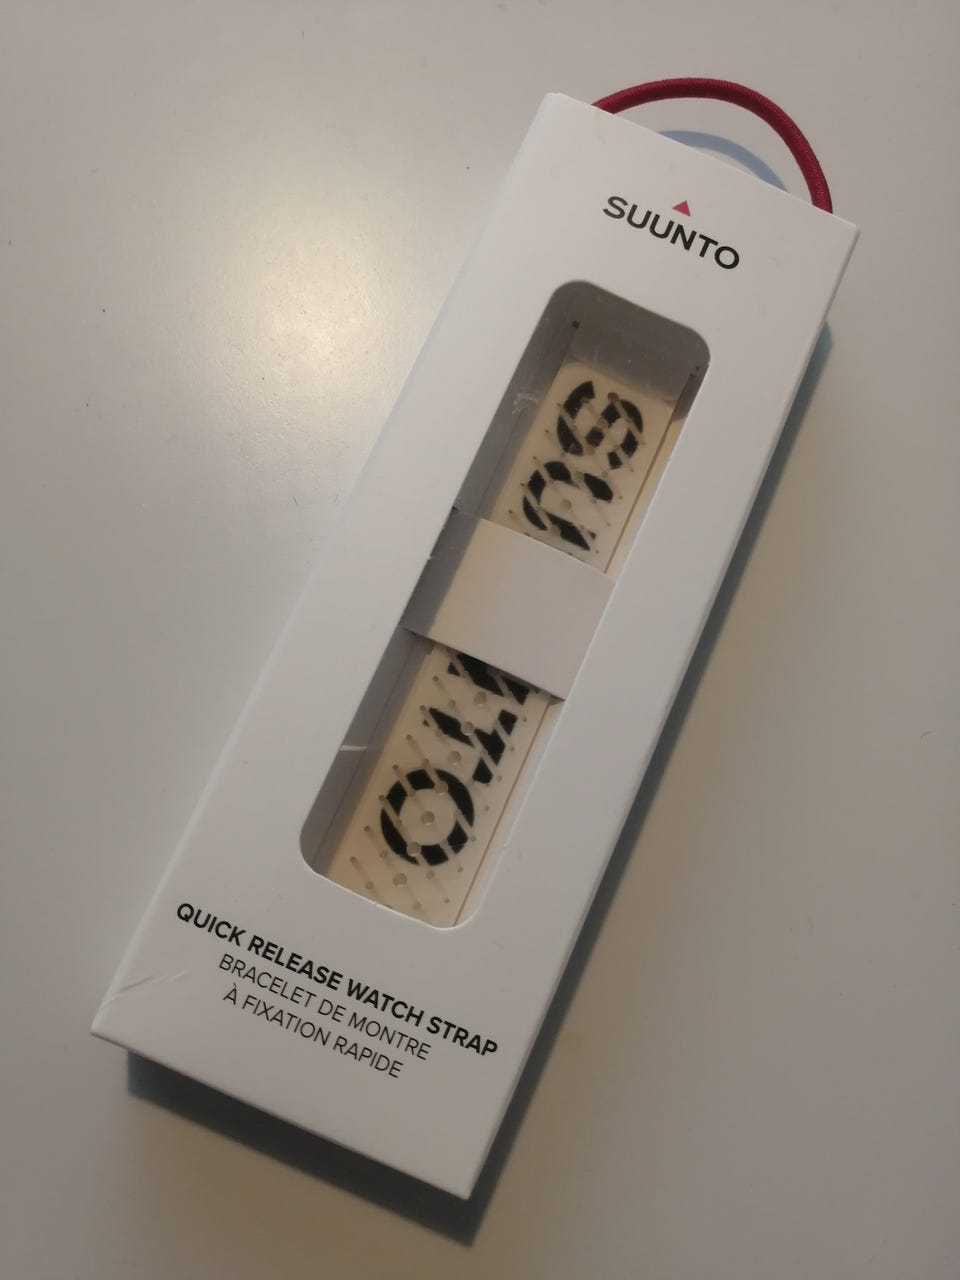 SUUNTO
QUICK RELEASE WATCH STRAP
BRACELET DE MONTRE
À FIXATION RAPIDE